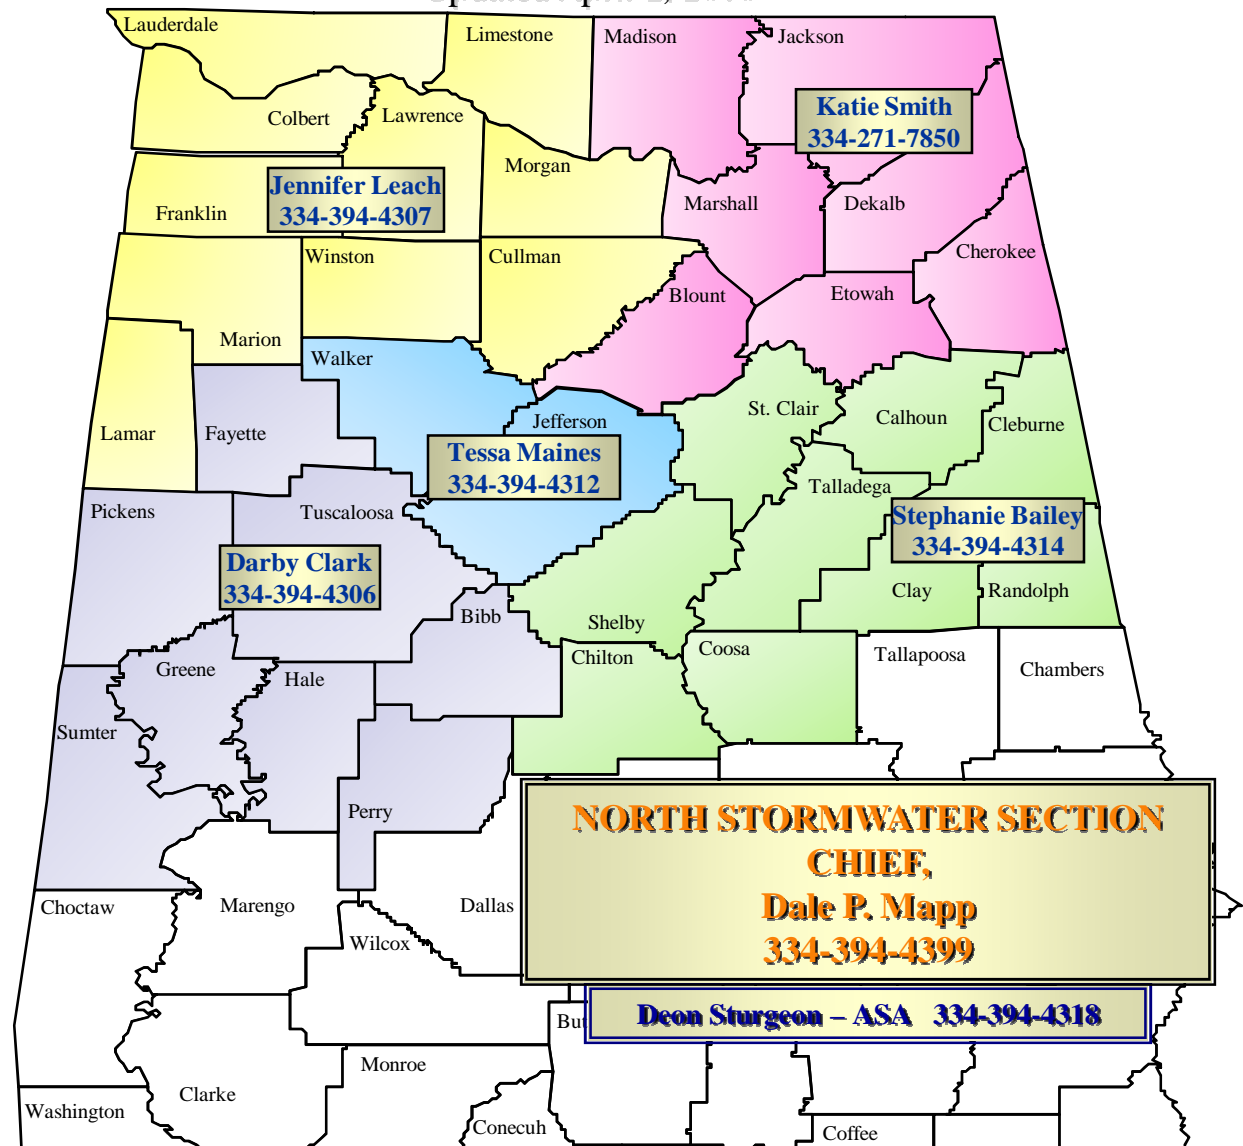 Lauderdale
Limestone
Madison
Jackson
Colbert
Lawrence
Katie Smith
334-271-7850
Morgan
Jennifer Leach
334-394-4307
Franklin
Marshall
Dekalb
Winston
Cullman
Cherokee
Blount
Etowah
Marion
Walker
Lamar
Fayette
Jefferson
St. Clair
Calhoun
Cleburne
Tessa Maines
334-394-4312
Talladega
Pickens
Tuscaloosa
Stephanie Bailey
334-394-4314
Darby Clark
334-394-4306
Clay
Randolph
Bibb
Shelby
Greene
Hale
Chilton
Coosa
Tallapoosa
Chambers
Sumter
Perry
NORTH STORMWATER SECTION
CHIEF,
Dale P. Mapp
334-394-4399
Choctaw
Marengo
Dallas
Wilcox
But
Deon Sturgeon – ASA 334-394-4318
Monroe
Clarke
Washington
Conecuh
Coffee